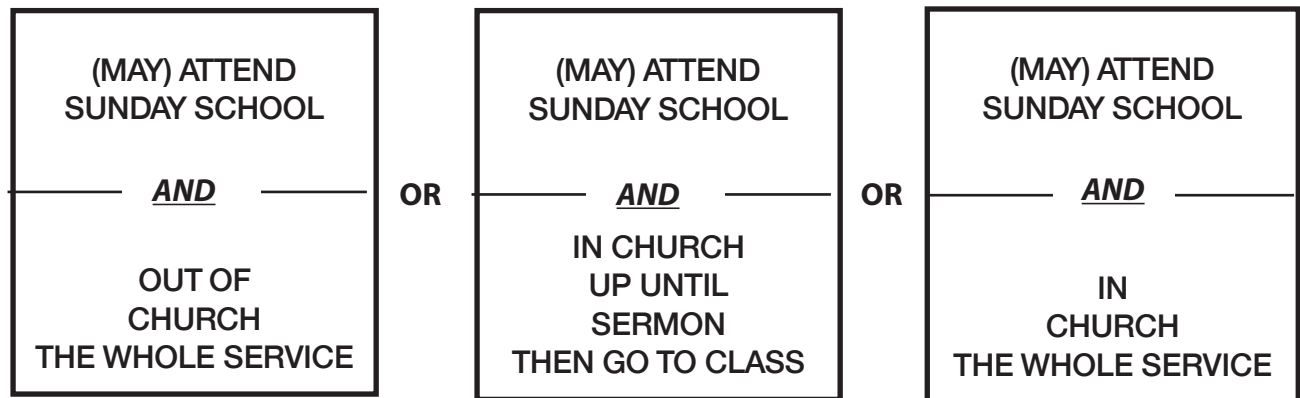 (MAY) ATTEND
SUNDAY SCHOOL
AND
OUT OF
CHURCH
THE WHOLE SERVICE
OR
(MAY) ATTEND
SUNDAY SCHOOL
AND
IN CHURCH
UP UNTIL
SERMON
THEN GO TO CLASS
OR
(MAY) ATTEND
SUNDAY SCHOOL
AND
IN
CHURCH
THE WHOLE SERVICE